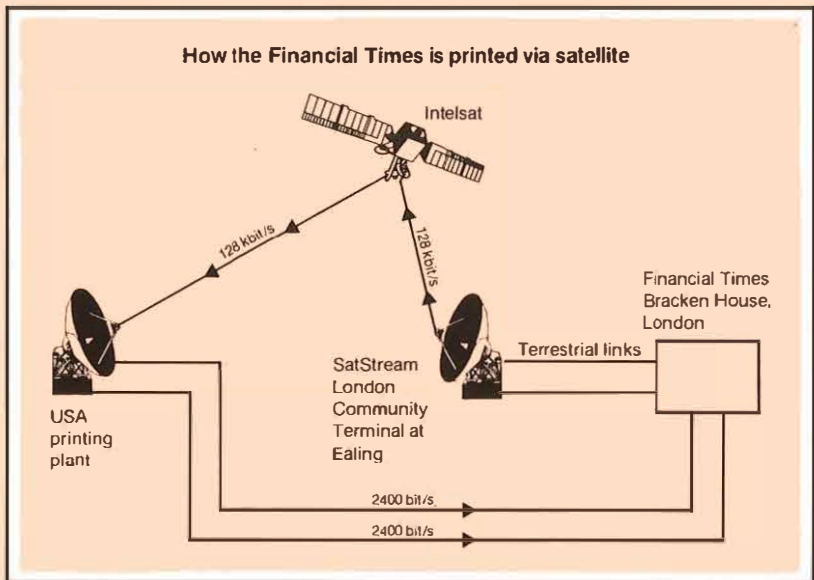 How the Financial Times is printed via satellite
Intelsat
128 kbit/s
128 kbit/s
Financial Times
Bracken House,
London
Terrestrial links
SatStream
London
Community
Terminal at
Ealing
USA
printing
plant
2400 bit/s
2400 bit/s